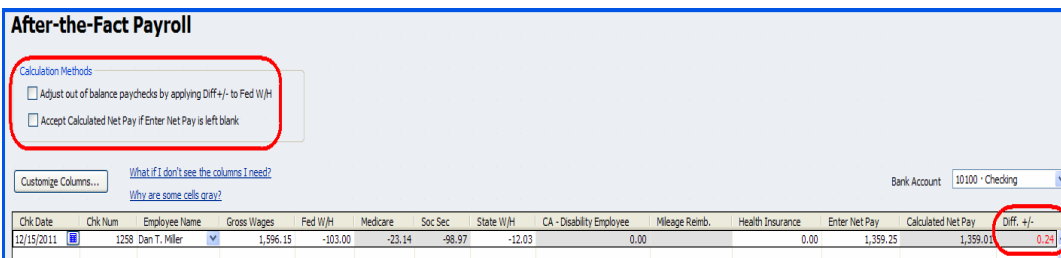 After-the-Fact Payroll
Calculation Methods
Adjust out of balance paychecks by applying Diff+/- to Fed W/H
Accept Calculated Net Pay if Enter Net Pay is left blank
Customize Columns... What if I don't see the columns I need? Bank Account 10100 · Checking
Why are some cells gray?
Chk Date Chk Num Employee Name Gross Wages Fed W/H Medicare Soc Sec State W/H CA - Disability Employee Mileage Reimb. Health Insurance Enter Net Pay Calculated Net Pay Diff. +/-
12/15/2011 1258 Dan T. Miller 1,596.15 -103.00 -23.14 -98.97 -12.03 0.00 0.00 1,359.25 1,359.01 0.24